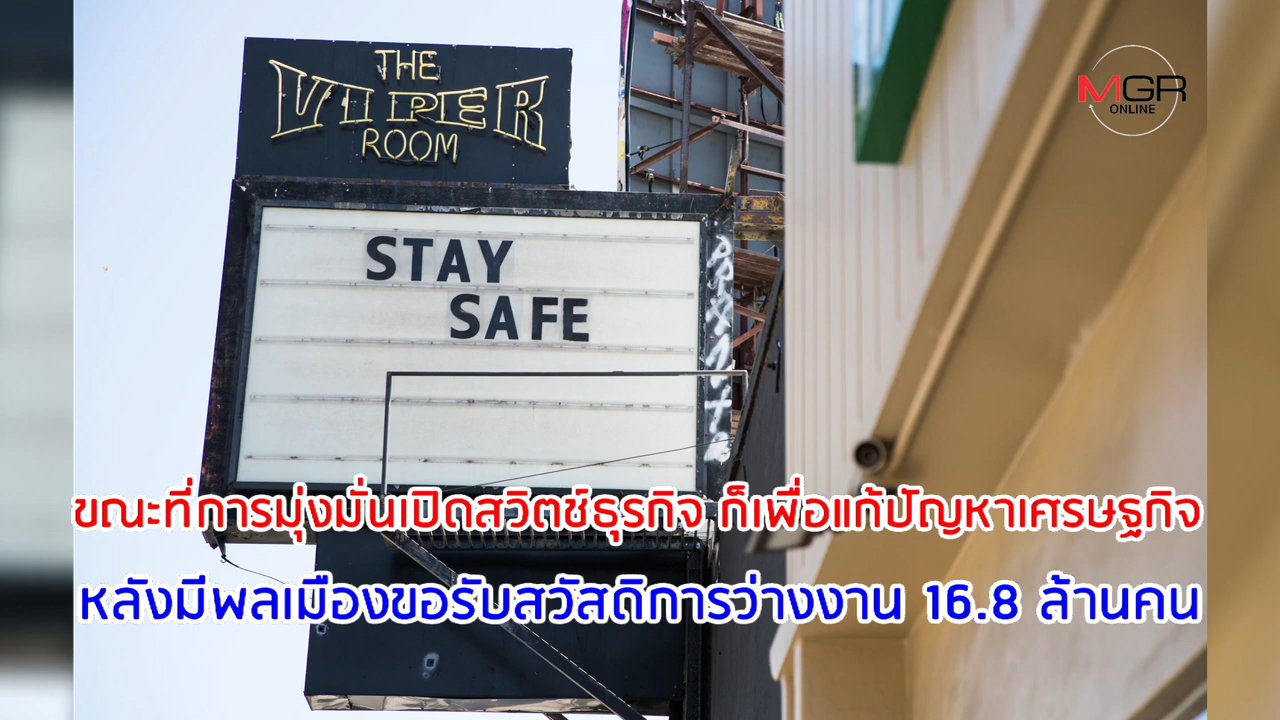 THE
VIPER
ROOM
MGR
ONLINE
STAY
SAFE
ขณะที่การมุ่งมั่นเปิดสวิตช์ธุรกิจ ก็เพื่อแก้ปัญหาเศรษฐกิจ
หลังมีพลเมืองขอรับสวัสดิการว่างงาน 16.8 ล้านคน